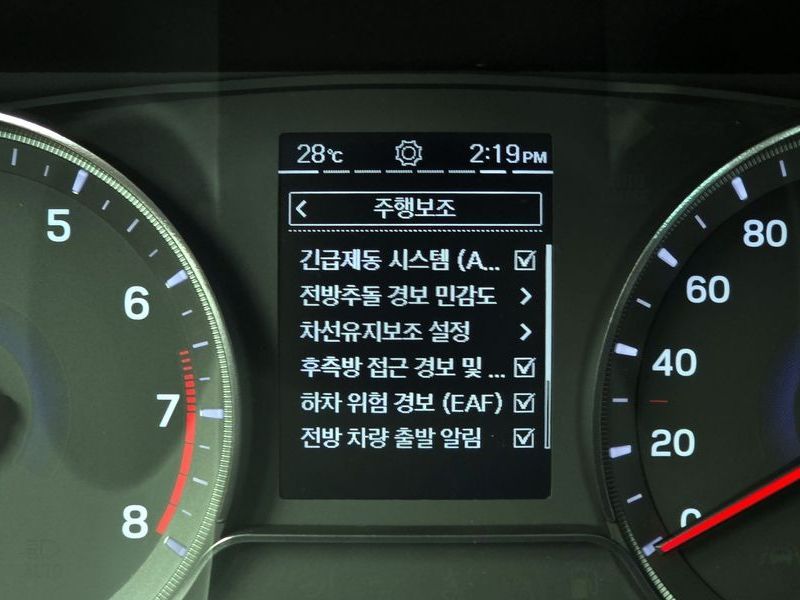 28℃ 2:19PM
주행보조
긴급제동 시스템 (A...
전방추돌 경보 민감도
차선유지보조 설정
후측방 접근 경보 및 ...
하차 위험 경보 (EAF)
전방 차량 출발 알림
5
6
7
8
80
60
40
20
0
AUTO